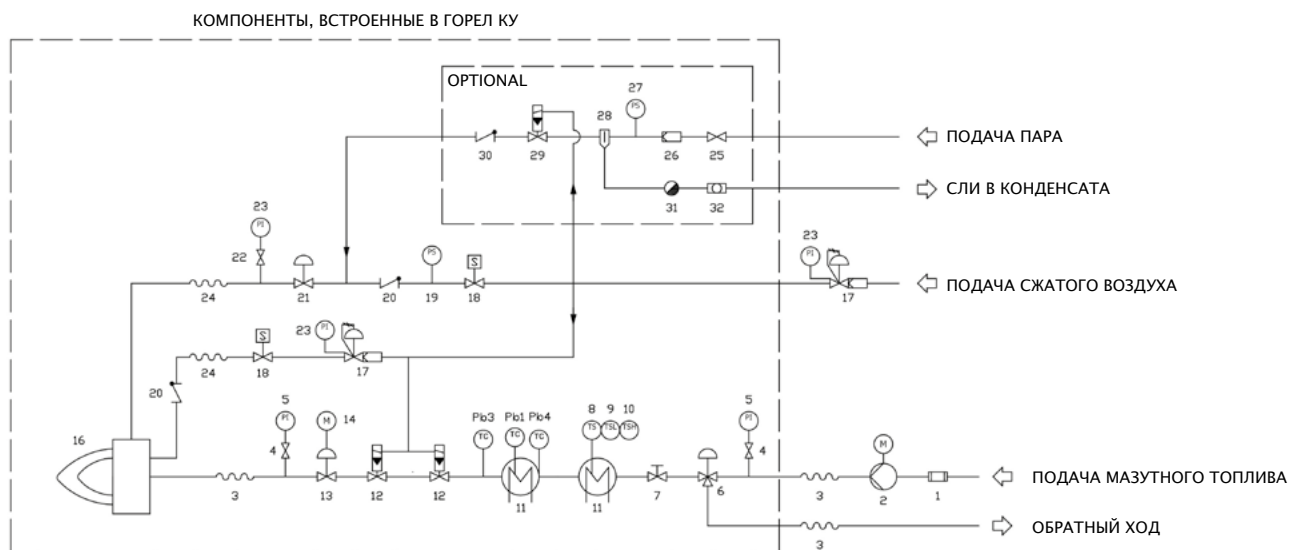 КОМПОНЕНТЫ, ВСТРОЕННЫЕ В ГОРЕЛ КУ
OPTIONAL
27
PS
28
30
29
26
25
ПОДАЧА ПАРА
31
32
СЛИ В КОНДЕНСАТА
23
PI
22
PS
S
23
PI
24
21
20
19
18
17
ПОДАЧА СЖАТОГО ВОЗДУХА
S
23
PI
24
18
17
20
5
PI
14
M
Pb3
TC
Pb1
TC
Pb4
TC
8
TS
9
TSL
10
TSH
5
PI
M
16
4
4
3
13
12
12
11
11
7
6
3
2
1
ПОДАЧА МАЗУТНОГО ТОПЛИВА
3
ОБРАТНЫЙ ХОД